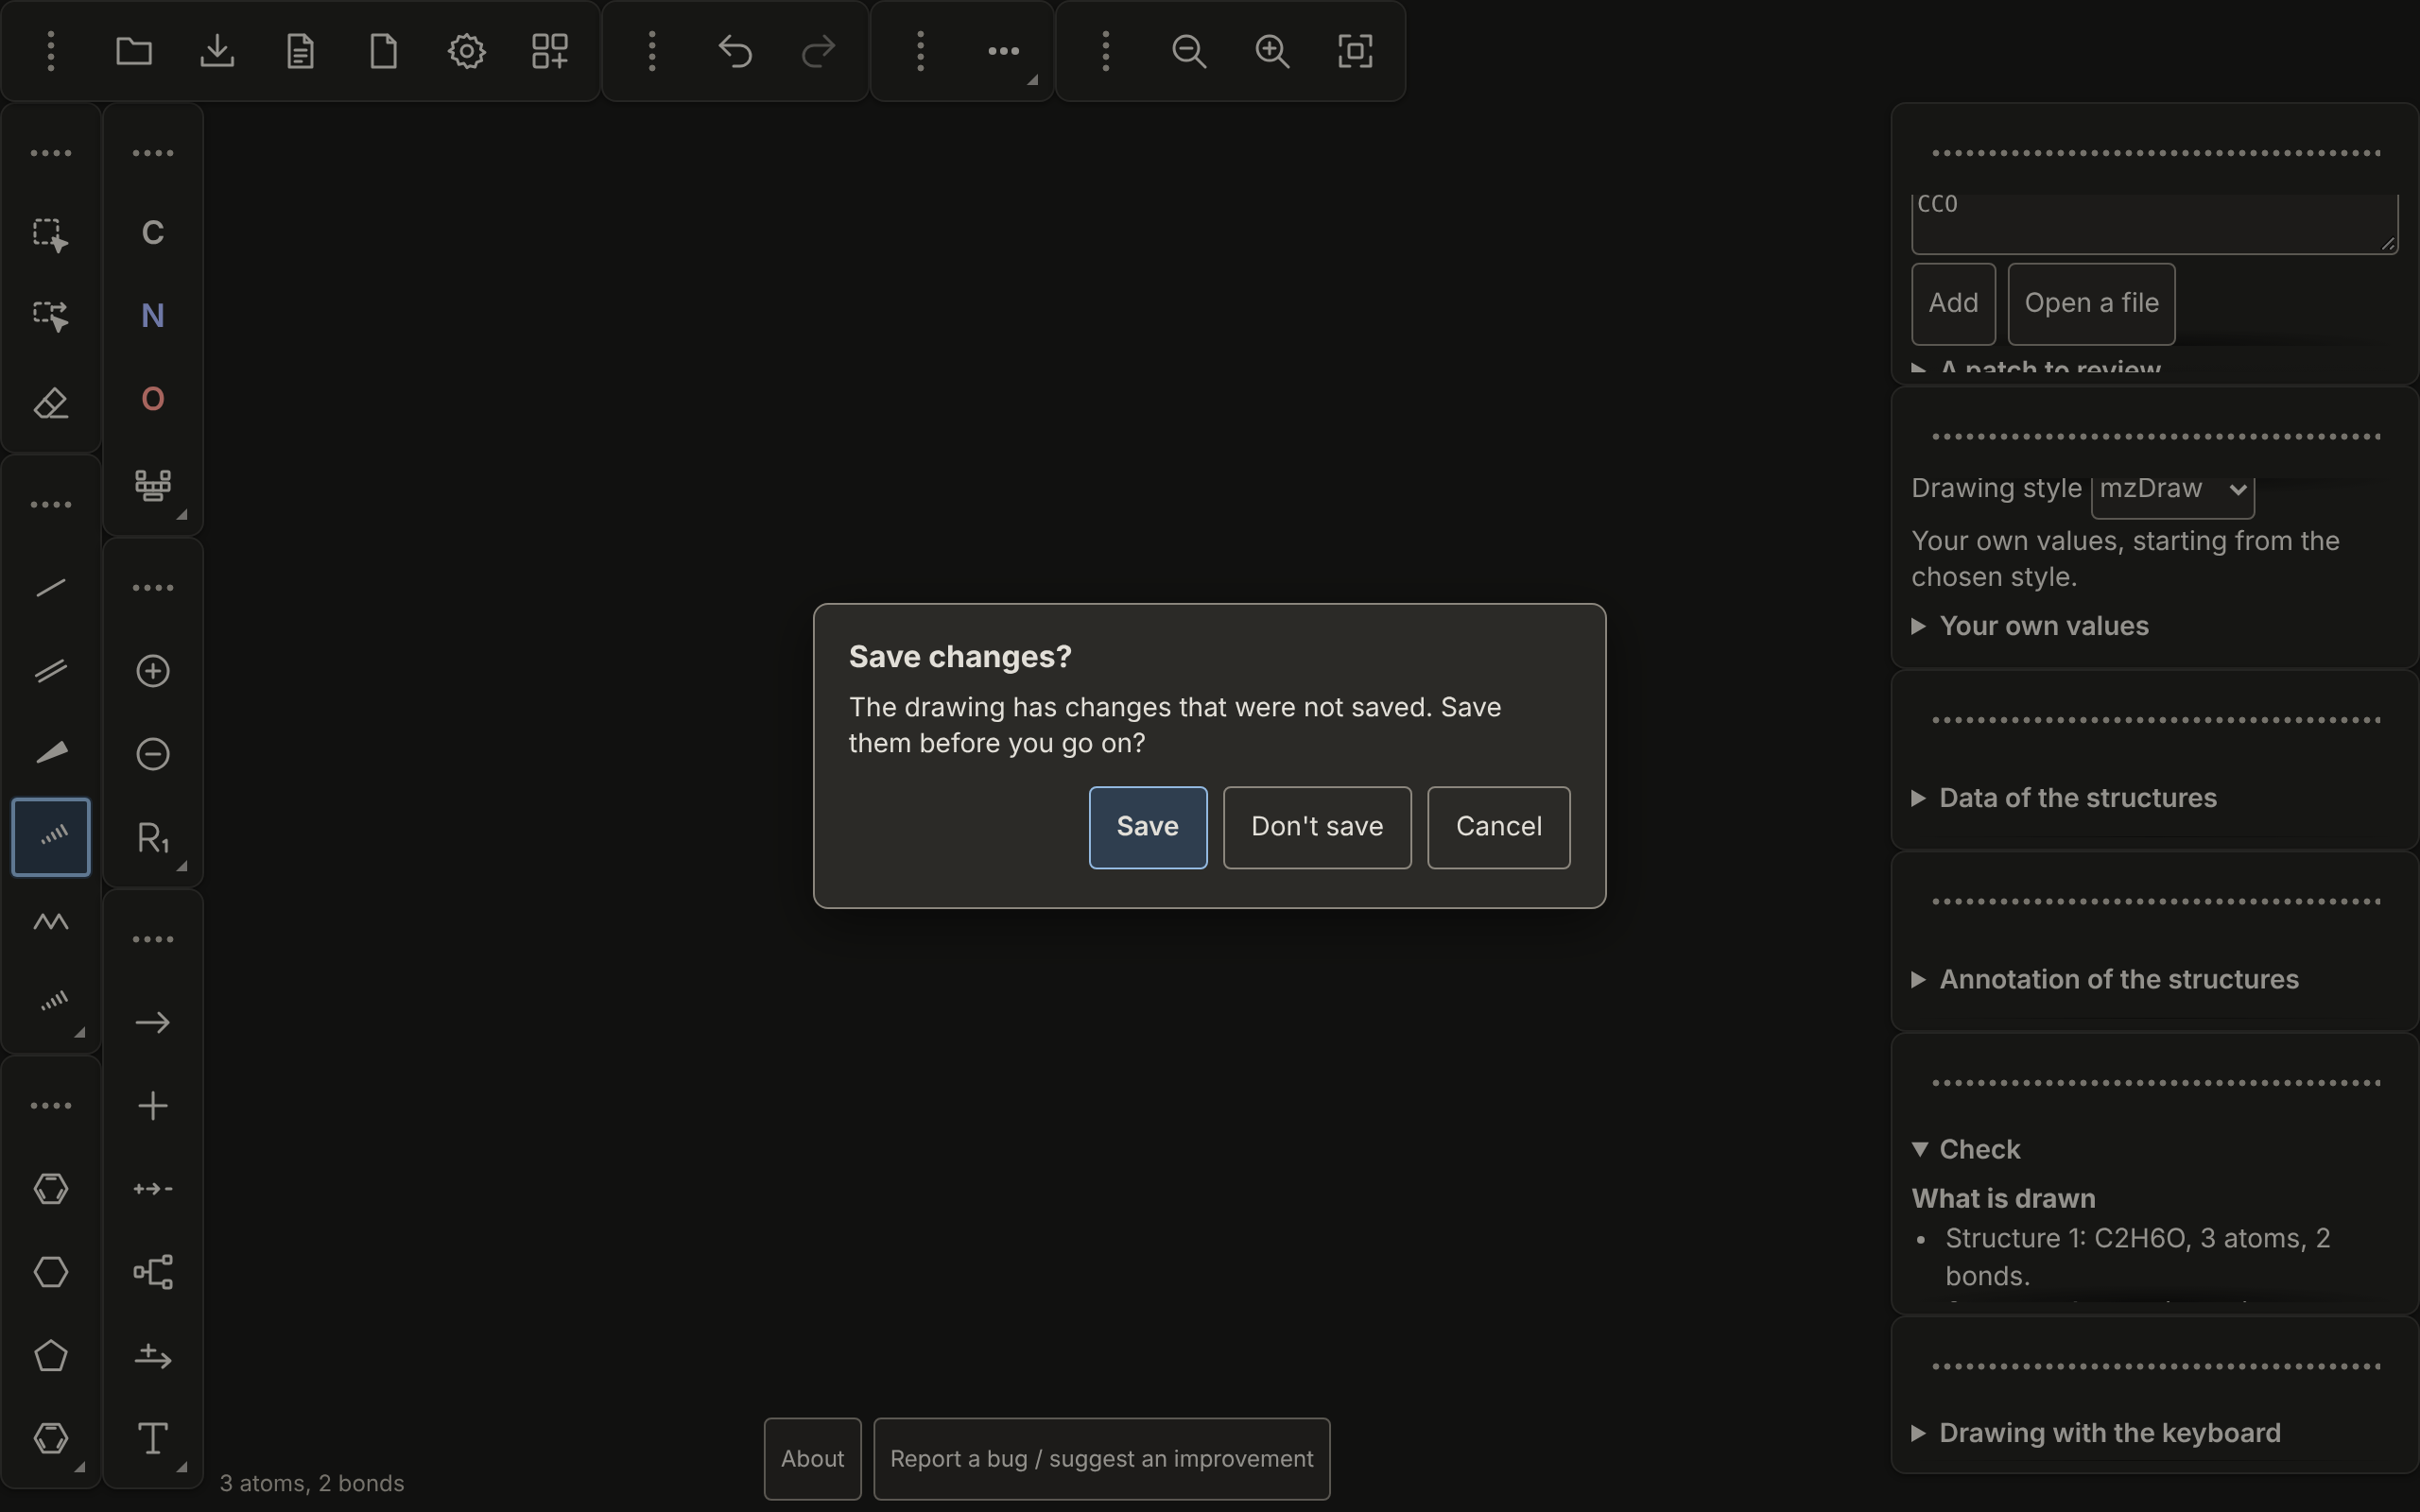 C
N
O
R₁
T
3 atoms, 2 bonds
Save changes?
The drawing has changes that were not saved. Save
them before you go on?
Save
Don't save
Cancel
About
Report a bug / suggest an improvement
CCO
Add
Open a file
A patch to review
Drawing style mzDraw
Your own values, starting from the
chosen style.
Your own values
Data of the structures
Annotation of the structures
Check
What is drawn
• Structure 1: C2H6O, 3 atoms, 2
bonds.
Drawing with the keyboard